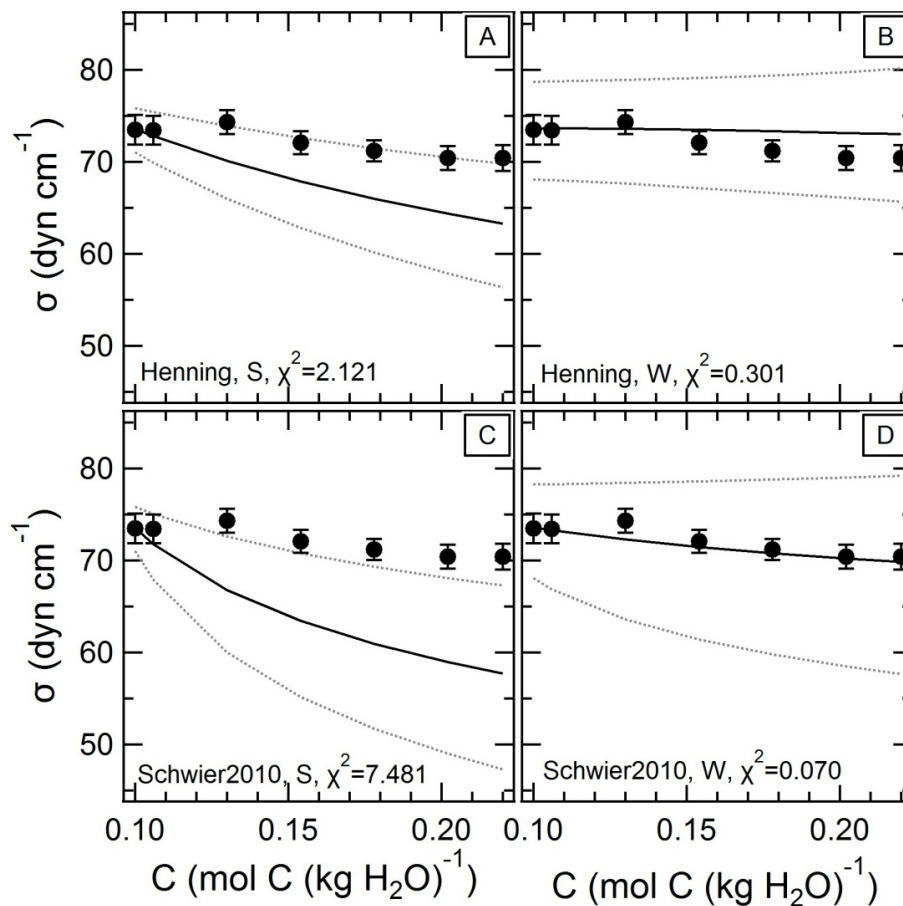 A
B
80
70
60
50
σ (dyn cm⁻¹)
Henning, S, χ²=2.121
Henning, W, χ²=0.301
C
D
80
70
60
50
σ (dyn cm⁻¹)
Schwier2010, S, χ²=7.481
Schwier2010, W, χ²=0.070
0.10 0.15 0.20 0.10 0.15 0.20
C (mol C (kg H₂O)⁻¹) C (mol C (kg H₂O)⁻¹)